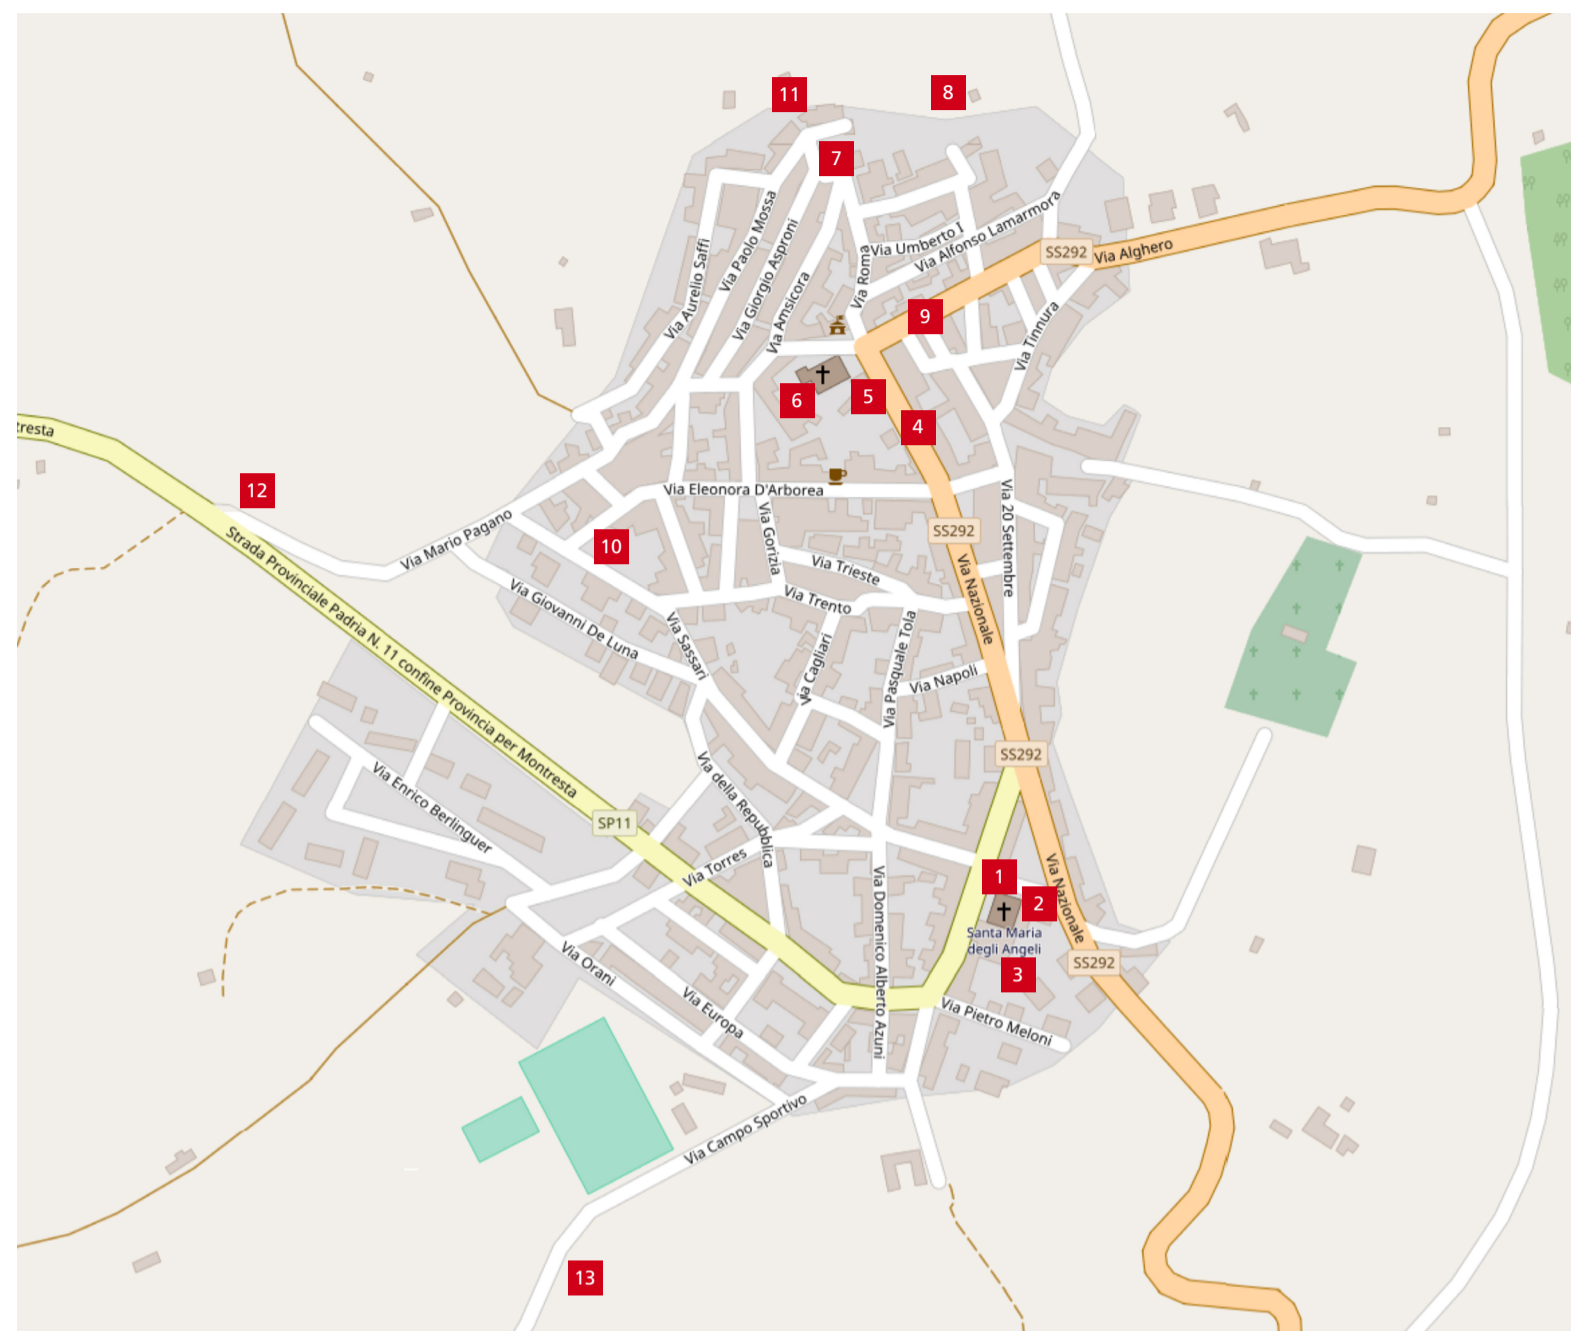 11
8
7
Via Paolo Mossa
Via Giorgio Asproni
Via Aurelio Saffi
Via Amsicora
Via Roma
Via Umberto I
Via Alfonso Lamarmora
SS292
Via Alghero
9
Via Tinnura
6
5
4
tresta
12
Via Eleonora D'Arborea
Via Mario Pagano
10
Via Gorizia
SS292
Via 20 Settembre
Via Trieste
Via Trento
Via Nazionale
Strada Provinciale Padria N. 11 confine Provincia per Montresta
Via Giovanni De Luna
Via Sassari
Via Cagliari
Via Pasquale Tola
Via Napoli
SS292
Via Enrico Berlinguer
SP11
Via della Repubblica
Via Torres
1
2
Via Nazionale
Santa Maria
degli Angeli
3
SS292
Via Domenico Alberto Azuni
Via Orani
Via Europa
Via Pietro Meloni
Via Campo Sportivo
13